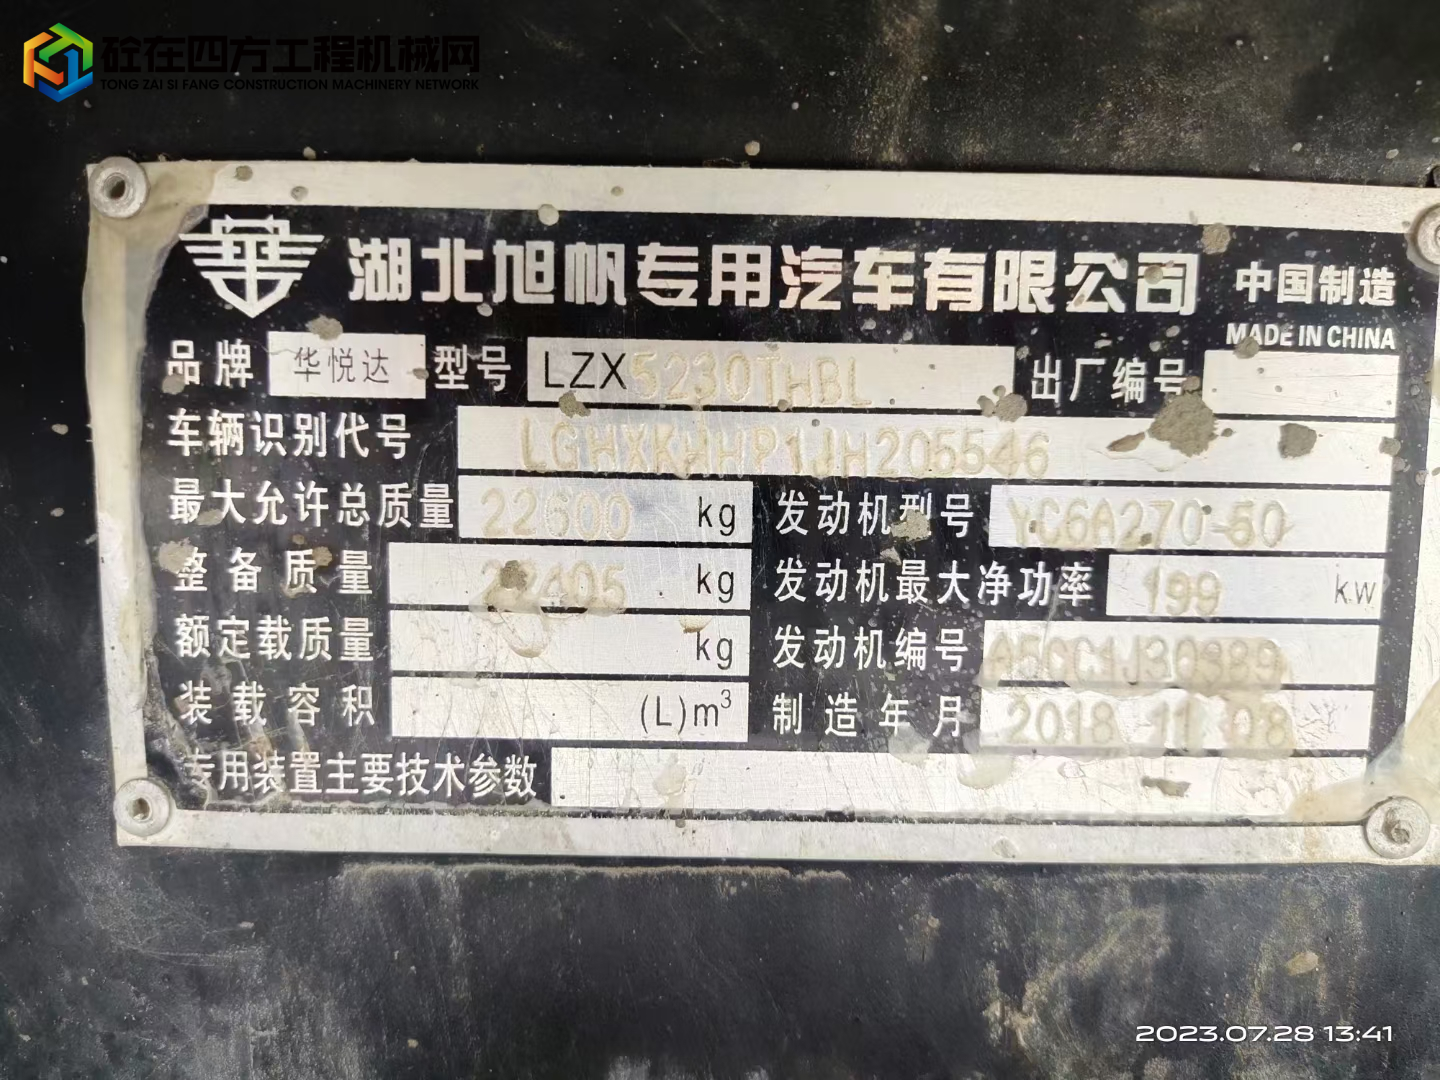 砼在四方工程机械网
TONG ZAI SI FANG CONSTRUCTION MACHINERY NETWORK
湖北旭帆专用汽车有限公司 中国制造
MADE IN CHINA
品牌 华悦达 型号 LZX5230THBL 出厂编号
车辆识别代号 LGHXKHHP1JH205546
最大允许总质量 22600 kg 发动机型号 YC6A270-50
整备质量 22405 kg 发动机最大净功率 199 kw
额定载质量 kg 发动机编号 A5CC1J30989
装载容积 (L)m³ 制造年月 2018 11 08
专用装置主要技术参数
2023.07.28 13:41